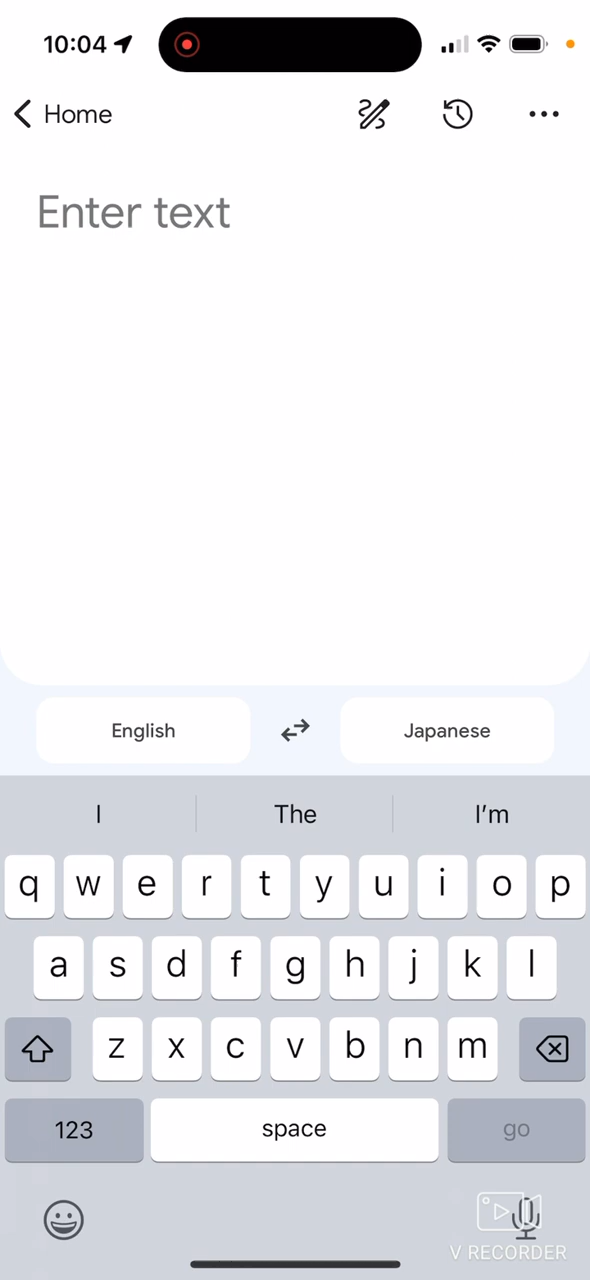 10:04
Home
Enter text
English
Japanese
I
The
I'm
q w e r t y u i o p
a s d f g h j k l
z x c v b n m
123
space
go
V RECORDER